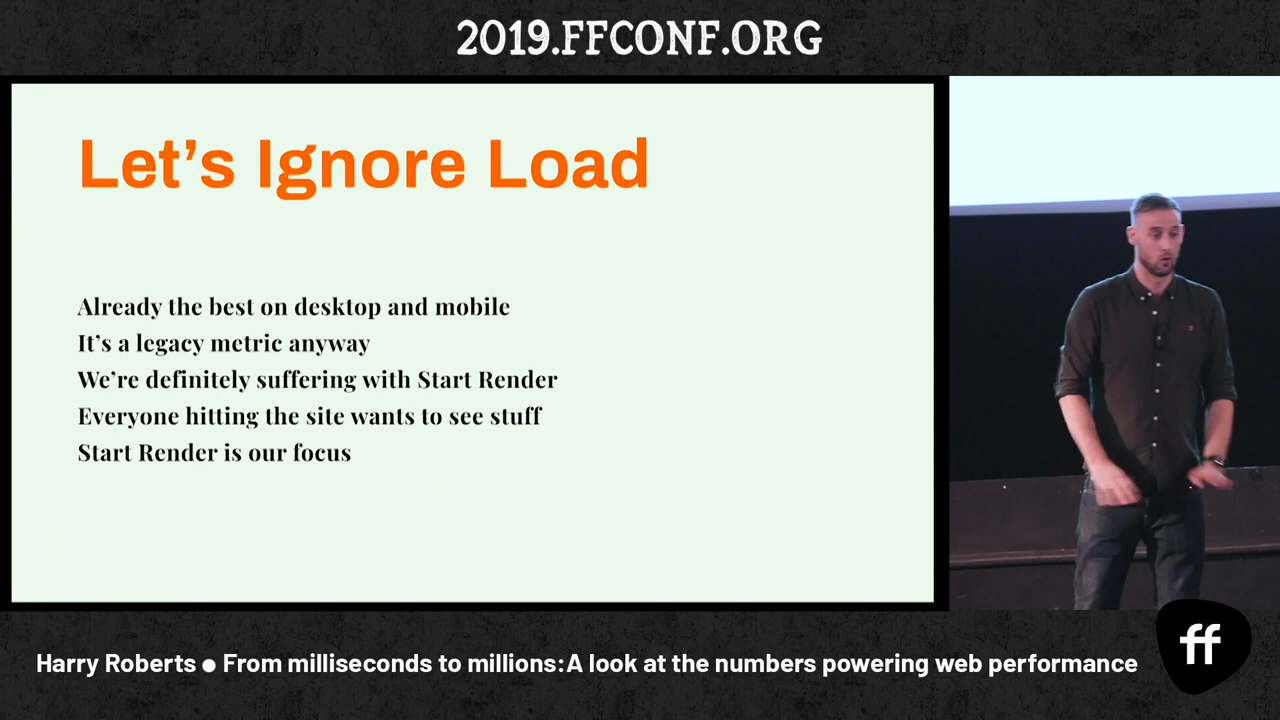 2019.FFCONF.ORG
Let's Ignore Load
Already the best on desktop and mobile
It's a legacy metric anyway
We're definitely suffering with Start Render
Everyone hitting the site wants to see stuff
Start Render is our focus
Harry Roberts ● From milliseconds to millions:A look at the numbers powering web performance
ff